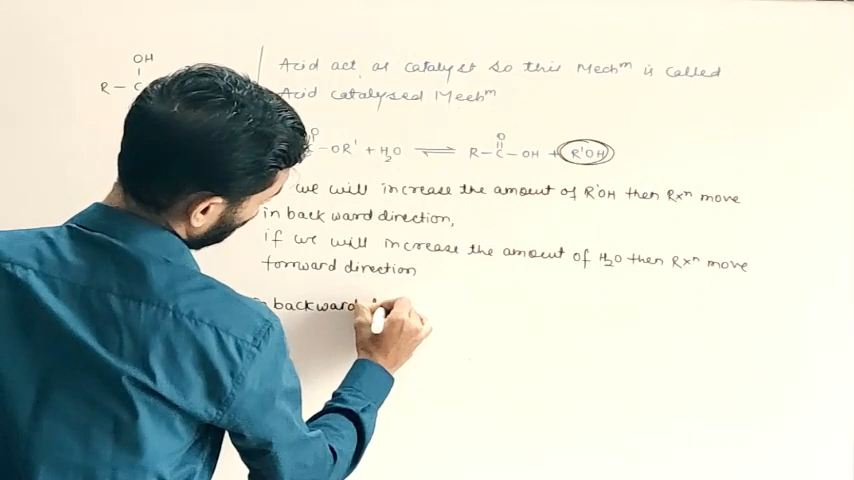 OH
R - C
Acid act as catalyst so this Mechᵐ is called
Acid catalysed Mechᵐ
O O
C - OR' + H₂O ⇌ R - C - OH + R'OH
we will increase the amount of R'OH then Rxⁿ move
in back ward direction,
if we will increase the amount of H₂O then Rxⁿ move
forward direction
backward